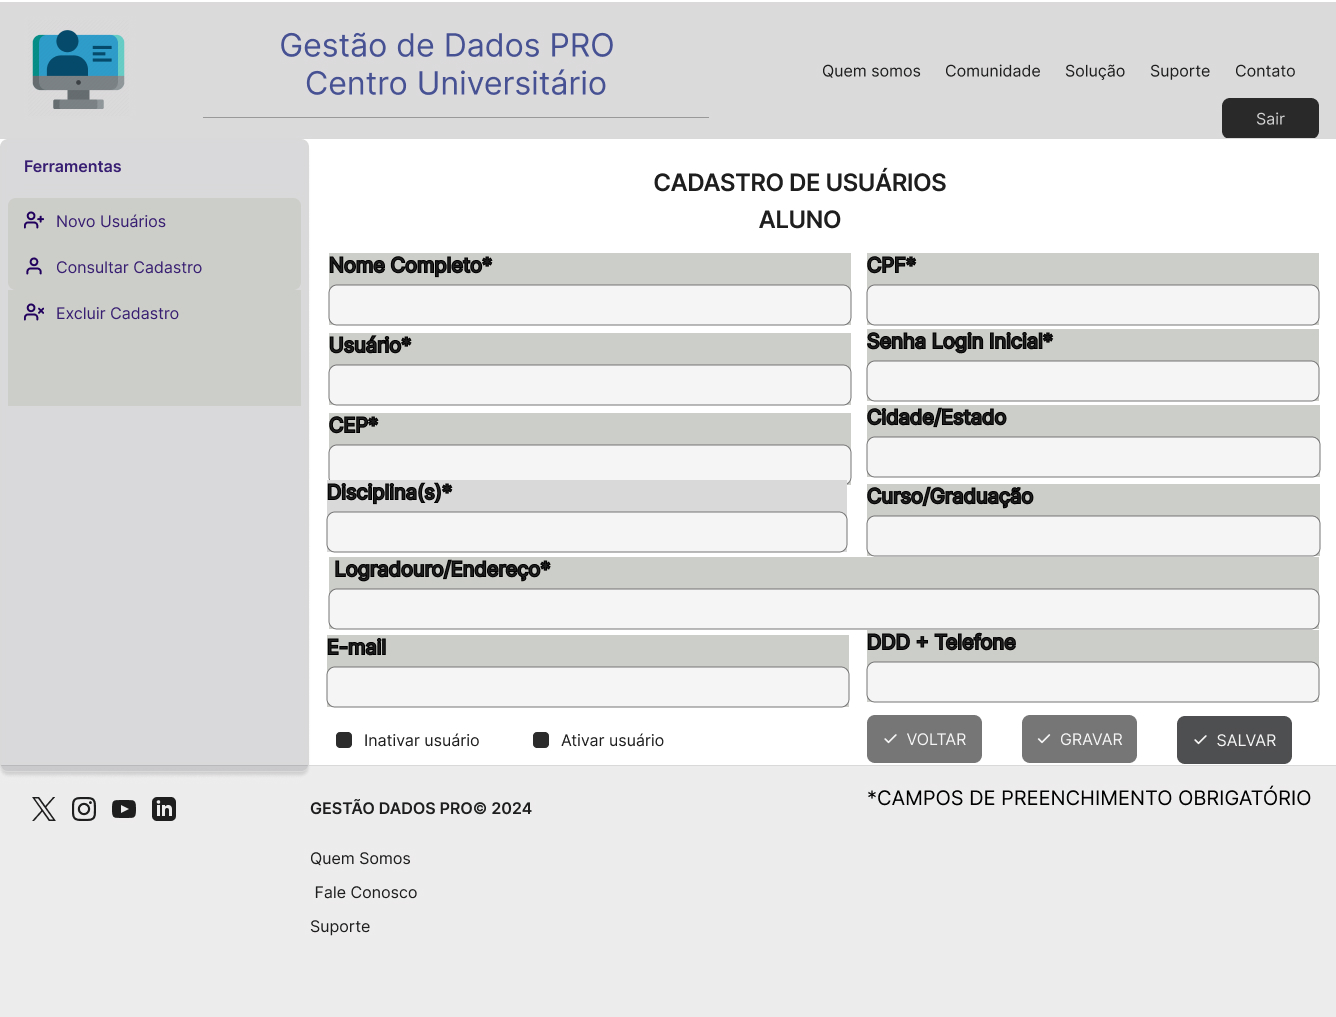 Gestão de Dados PRO
Centro Universitário
Quem somos
Comunidade
Solução
Suporte
Contato
Sair
Ferramentas
Novo Usuários
Consultar Cadastro
Excluir Cadastro
CADASTRO DE USUÁRIOS
ALUNO
Nome Completo*
CPF*
Usuário*
Senha Login Inicial*
CEP*
Cidade/Estado
Disciplina(s)*
Curso/Graduação
Logradouro/Endereço*
E-mail
DDD + Telefone
Inativar usuário
Ativar usuário
VOLTAR
GRAVAR
SALVAR
*CAMPOS DE PREENCHIMENTO OBRIGATÓRIO
GESTÃO DADOS PRO© 2024
Quem Somos
Fale Conosco
Suporte